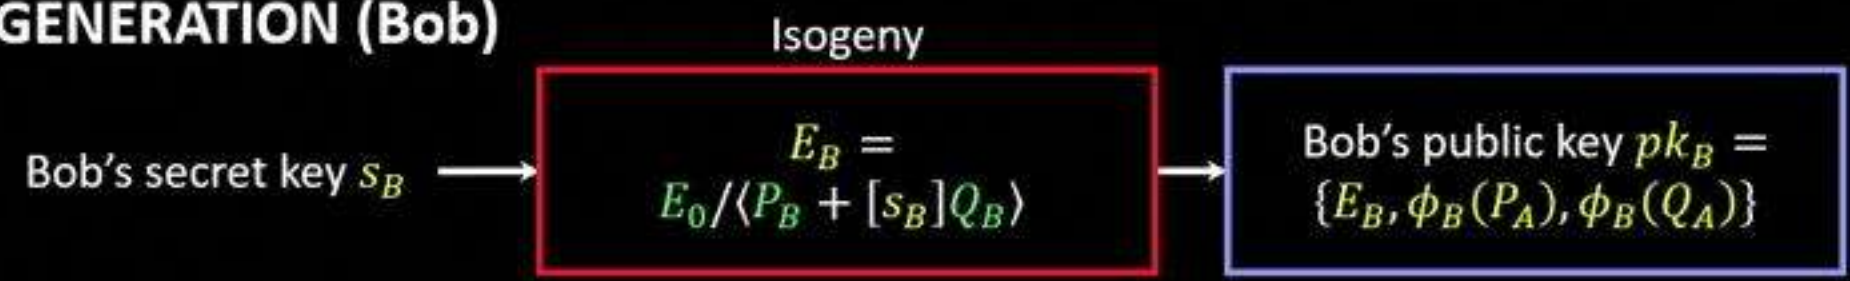 GENERATION (Bob)
Isogeny
Bob's secret key s_B
E_B =
E_0/⟨P_B + [s_B]Q_B⟩
Bob's public key pk_B =
{E_B, ϕ_B(P_A), ϕ_B(Q_A)}